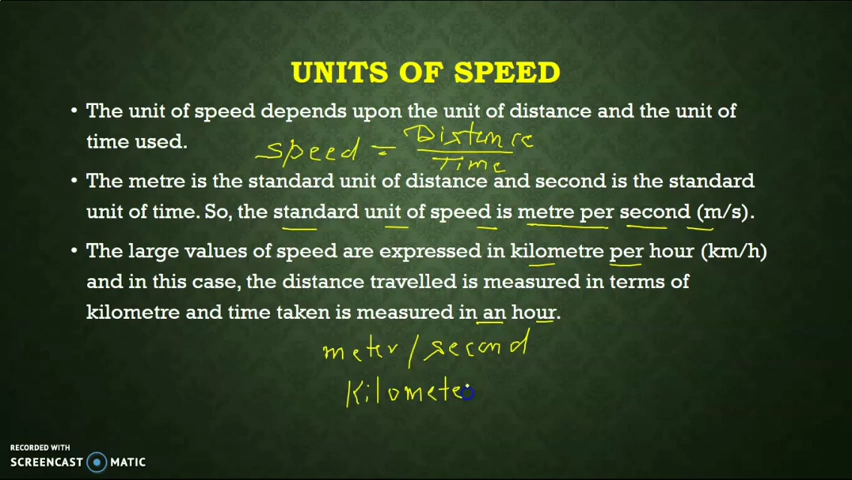 UNITS OF SPEED
• The unit of speed depends upon the unit of distance and the unit of
time used.
speed = Distance
Time
• The metre is the standard unit of distance and second is the standard
unit of time. So, the standard unit of speed is metre per second (m/s).
• The large values of speed are expressed in kilometre per hour (km/h)
and in this case, the distance travelled is measured in terms of
kilometre and time taken is measured in an hour.
meter/second
Kilomete
RECORDED WITH
SCREENCAST MATIC